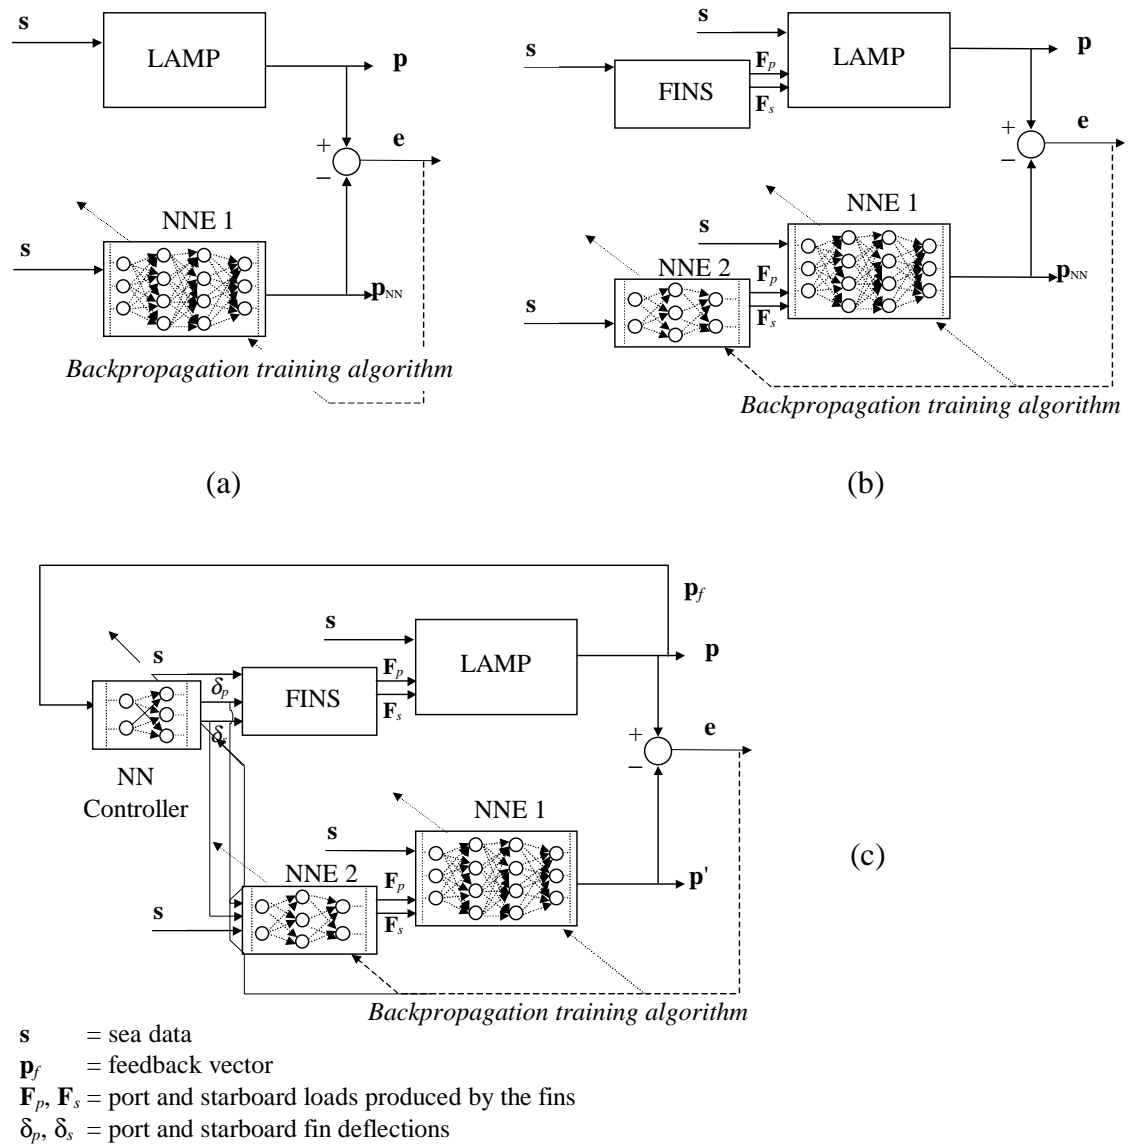 s
LAMP
p
+
−
e
NNE 1
s
p_NN
Backpropagation training algorithm
(a)
s
s
FINS
F_p
F_s
LAMP
p
+
−
e
NNE 1
s
NNE 2
F_p
F_s
s
p_NN
Backpropagation training algorithm
(b)
p_f
s
LAMP
p
s
δ_p
δ_s
FINS
F_p
F_s
NN
Controller
+
−
e
NNE 1
s
NNE 2
F_p
F_s
s
p'
(c)
Backpropagation training algorithm
s = sea data
p_f = feedback vector
F_p, F_s = port and starboard loads produced by the fins
δ_p, δ_s = port and starboard fin deflections